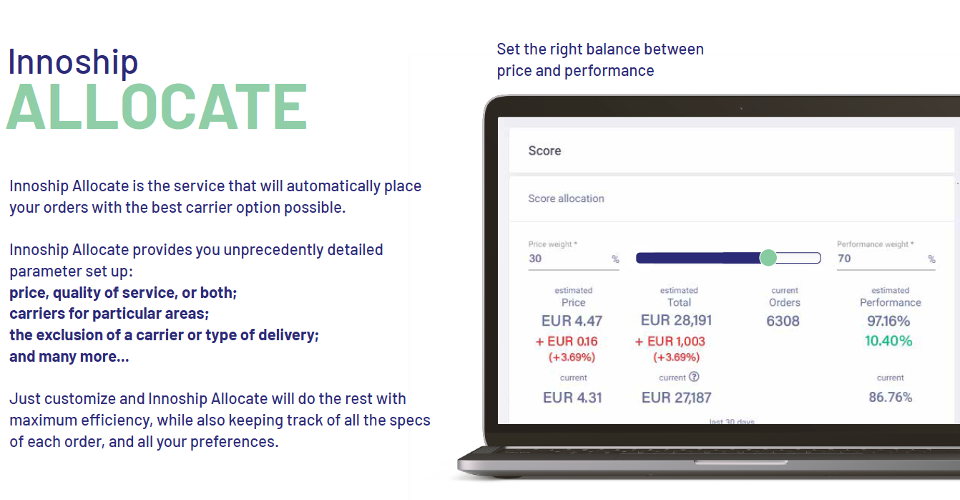 Innoship
ALLOCATE
Innoship Allocate is the service that will automatically place
your orders with the best carrier option possible.
Innoship Allocate provides you unprecedently detailed
parameter set up:
price, quality of service, or both;
carriers for particular areas;
the exclusion of a carrier or type of delivery;
and many more...
Just customize and Innoship Allocate will do the rest with
maximum efficiency, while also keeping track of all the specs
of each order, and all your preferences.
Set the right balance between
price and performance
Score
Score allocation
Price weight *
30 %
Performance weight *
70 %
estimated estimated current estimated
Price Total Orders Performance
EUR 4.47 EUR 28,191 6308 97.16%
+ EUR 0.16 + EUR 1,003 10.40%
(+3.69%) (+3.69%)
current current ? current
EUR 4.31 EUR 27,187 86.76%
last 30 days